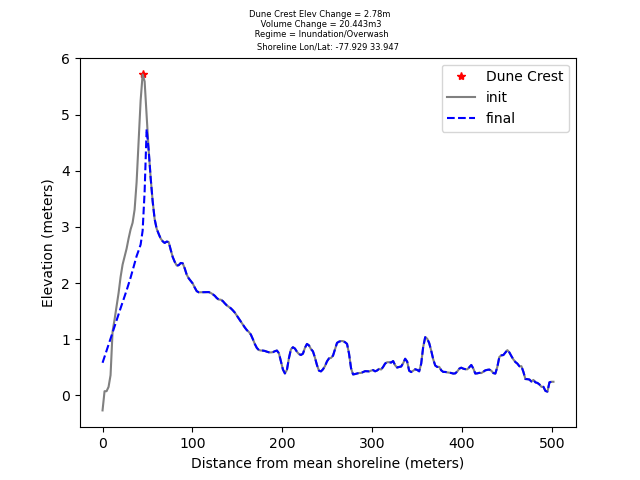 Dune Crest Elev Change = 2.78m
Volume Change = 20.443m3
Regime = Inundation/Overwash
Shoreline Lon/Lat: -77.929 33.947
Dune Crest
init
final
Elevation (meters)
6
5
4
3
2
1
0
0 100 200 300 400 500
Distance from mean shoreline (meters)